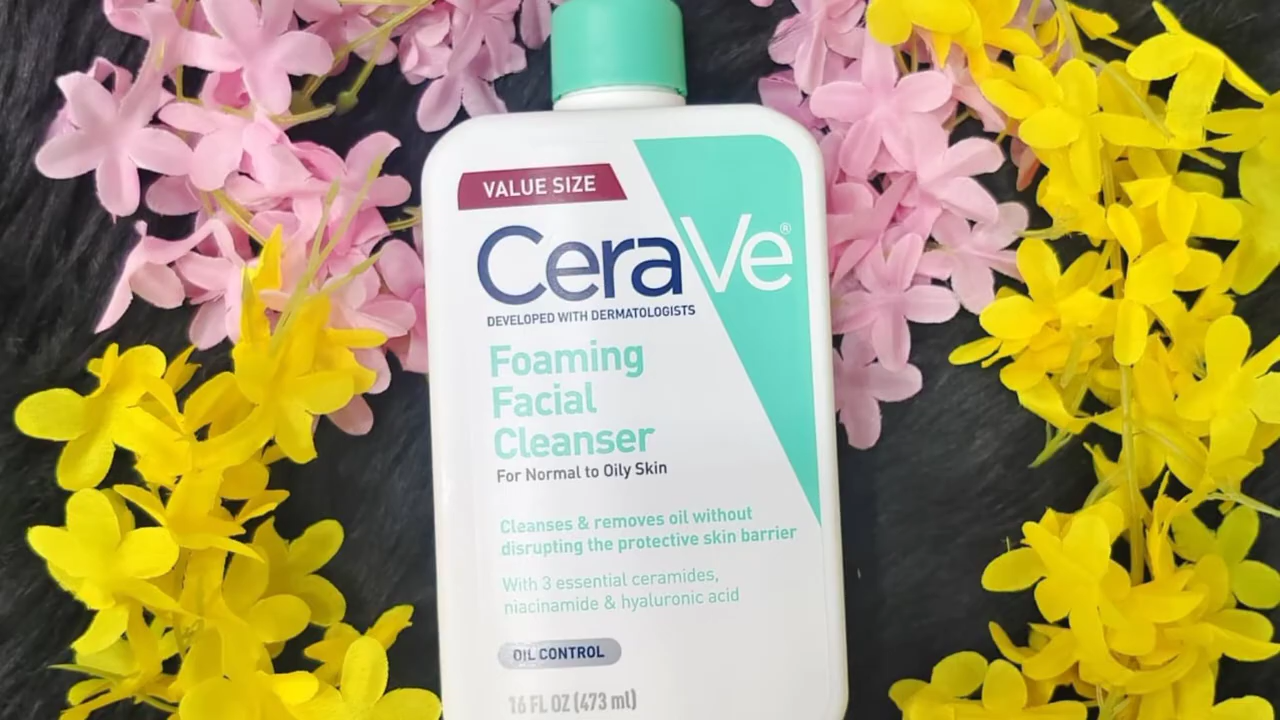 VALUE SIZE
CeraVe®
DEVELOPED WITH DERMATOLOGISTS
Foaming
Facial
Cleanser
For Normal to Oily Skin
Cleanses & removes oil without
disrupting the protective skin barrier
With 3 essential ceramides,
niacinamide & hyaluronic acid
OIL CONTROL
16 FL OZ (473 ml)